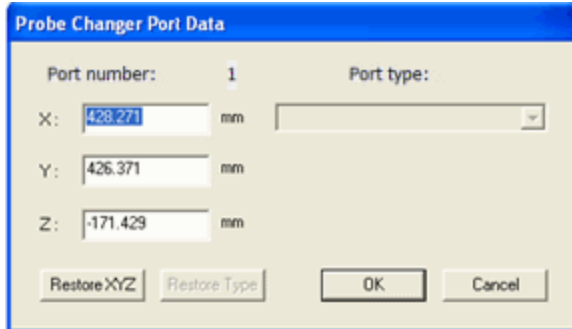 Probe Changer Port Data
Port number: 1 Port type:
X: 428.271 mm
Y: 426.371 mm
Z: -171.429 mm
Restore XYZ Restore Type OK Cancel